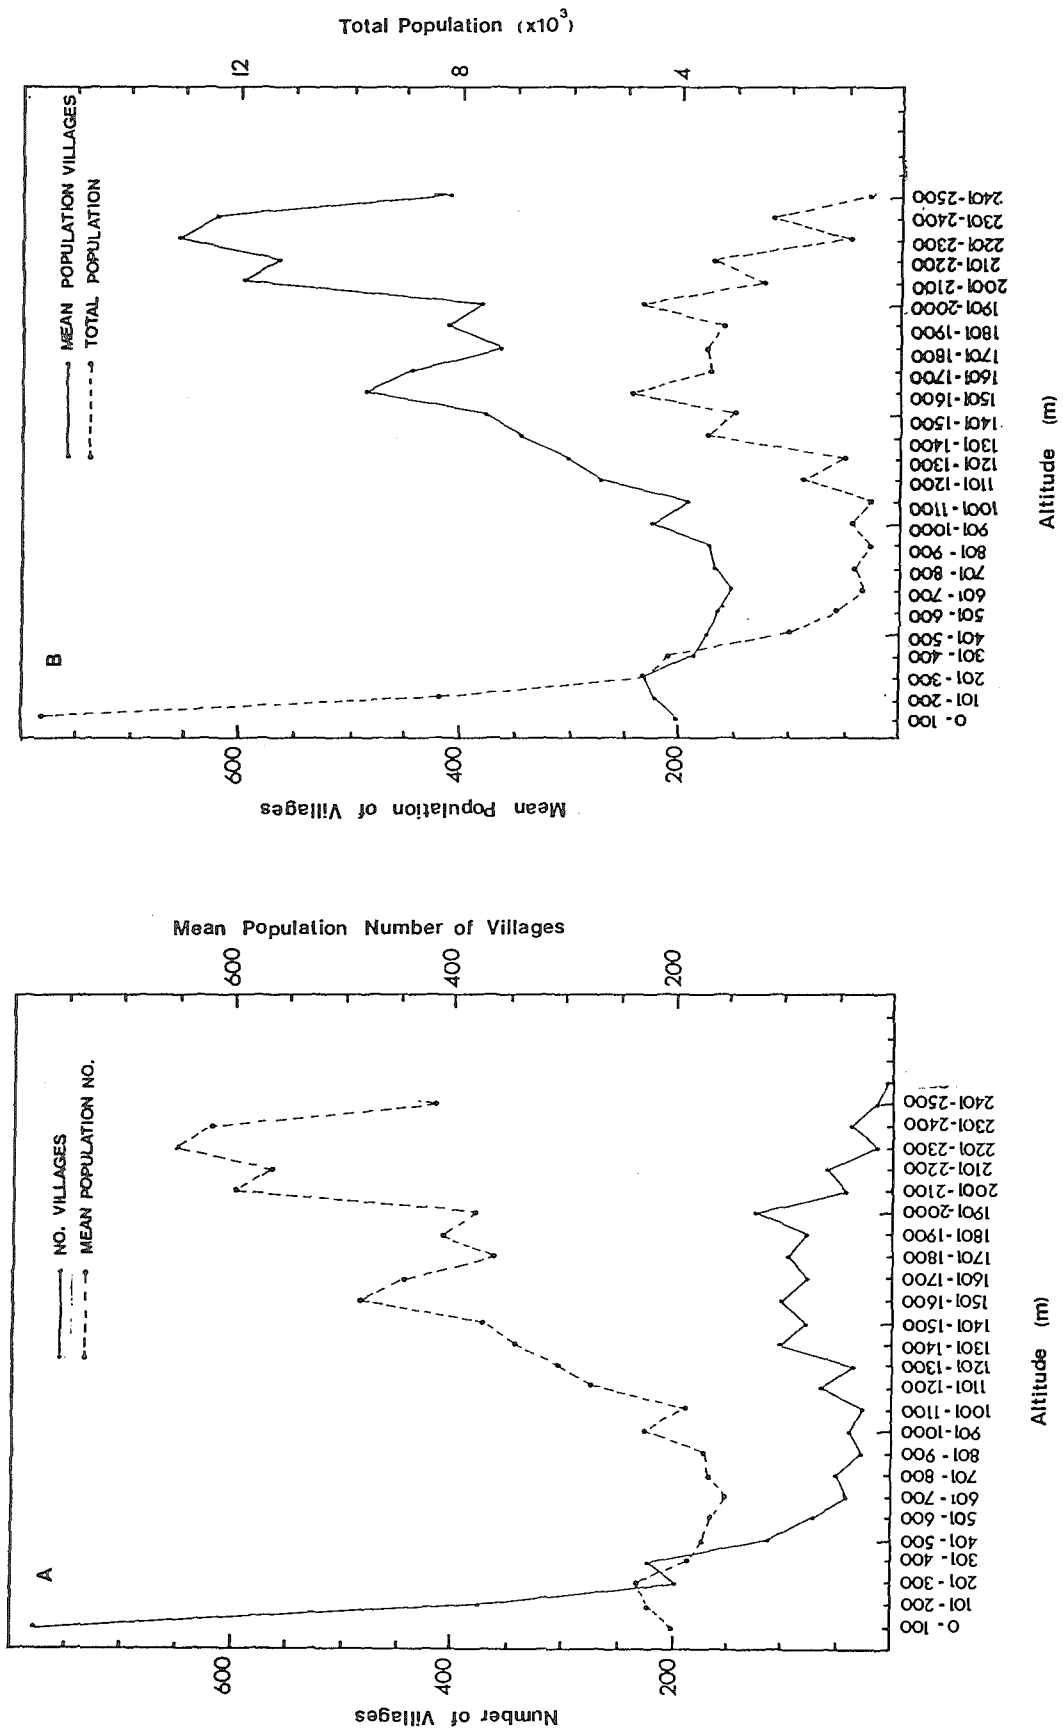 A
NO. VILLAGES
MEAN POPULATION NO.
Number of Villages
200
400
600
Mean Population Number of Villages
200
400
600
0 - 100
101 - 200
201 - 300
301 - 400
401 - 500
501 - 600
601 - 700
701 - 800
801 - 900
901-1000
1001-1100
1101-1200
1201-1300
1301-1400
1401-1500
1501-1600
1601-1700
1701-1800
1801-1900
1901-2000
2001-2100
2101-2200
2201-2300
2301-2400
2401-2500
Altitude (m)
B
MEAN POPULATION VILLAGES
TOTAL POPULATION
Mean Population of Villages
200
400
600
Total Population (x10³)
4
8
12
0 - 100
101 - 200
201 - 300
301 - 400
401 - 500
501 - 600
601 - 700
701 - 800
801 - 900
901-1000
1001-1100
1101-1200
1201-1300
1301-1400
1401-1500
1501-1600
1601-1700
1701-1800
1801-1900
1901-2000
2001-2100
2101-2200
2201-2300
2301-2400
2401-2500
Altitude (m)